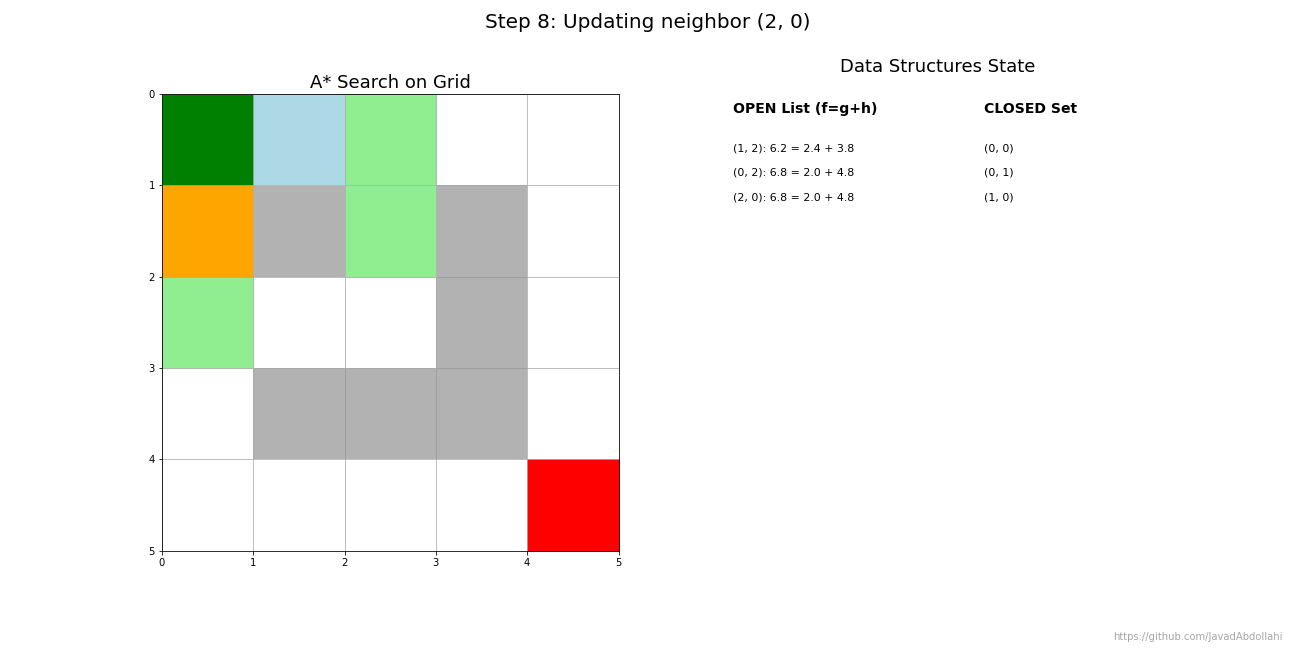 Step 8: Updating neighbor (2, 0)
A* Search on Grid
0
1
2
3
4
5
0 1 2 3 4 5
Data Structures State
OPEN List (f=g+h)
(1, 2): 6.2 = 2.4 + 3.8
(0, 2): 6.8 = 2.0 + 4.8
(2, 0): 6.8 = 2.0 + 4.8
CLOSED Set
(0, 0)
(0, 1)
(1, 0)
https://github.com/JavadAbdollahi